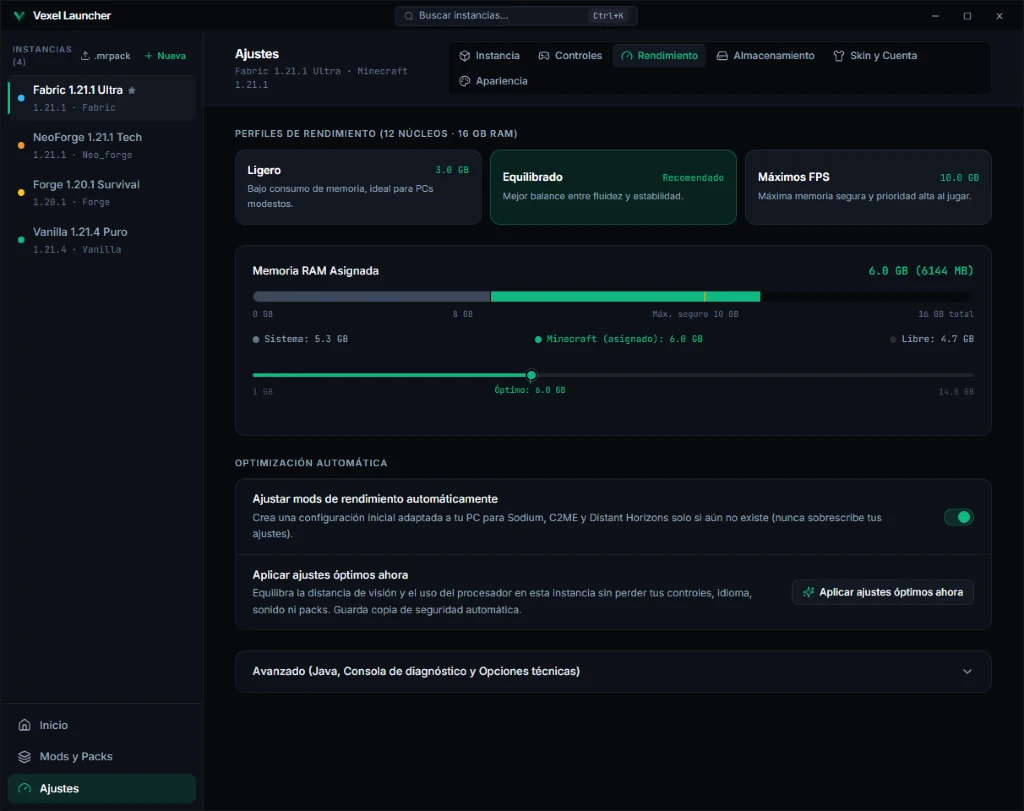 Vexel Launcher
Buscar instancias...
Ctrl+K
INSTANCIAS
(4)
.mrpack
+ Nueva
Fabric 1.21.1 Ultra ★
1.21.1 · Fabric
NeoForge 1.21.1 Tech
1.21.1 · Neo_forge
Forge 1.20.1 Survival
1.20.1 · Forge
Vanilla 1.21.4 Puro
1.21.4 · Vanilla
Inicio
Mods y Packs
Ajustes
Ajustes
Fabric 1.21.1 Ultra · Minecraft
1.21.1
Instancia
Controles
Rendimiento
Almacenamiento
Skin y Cuenta
Apariencia
PERFILES DE RENDIMIENTO (12 NÚCLEOS · 16 GB RAM)
Ligero
3.0 GB
Bajo consumo de memoria, ideal para PCs
modestos.
Equilibrado
Recomendado
Mejor balance entre fluidez y estabilidad.
Máximos FPS
10.0 GB
Máxima memoria segura y prioridad alta al jugar.
Memoria RAM Asignada
6.0 GB (6144 MB)
0 GB
8 GB
Máx. seguro 10 GB
16 GB total
Sistema: 5.3 GB
Minecraft (asignado): 6.0 GB
Libre: 4.7 GB
1 GB
Óptimo: 6.0 GB
14.0 GB
OPTIMIZACIÓN AUTOMÁTICA
Ajustar mods de rendimiento automáticamente
Crea una configuración inicial adaptada a tu PC para Sodium, C2ME y Distant Horizons solo si aún no existe (nunca sobrescribe tus
ajustes).
Aplicar ajustes óptimos ahora
Equilibra la distancia de visión y el uso del procesador en esta instancia sin perder tus controles, idioma,
sonido ni packs. Guarda copia de seguridad automática.
Aplicar ajustes óptimos ahora
Avanzado (Java, Consola de diagnóstico y Opciones técnicas)